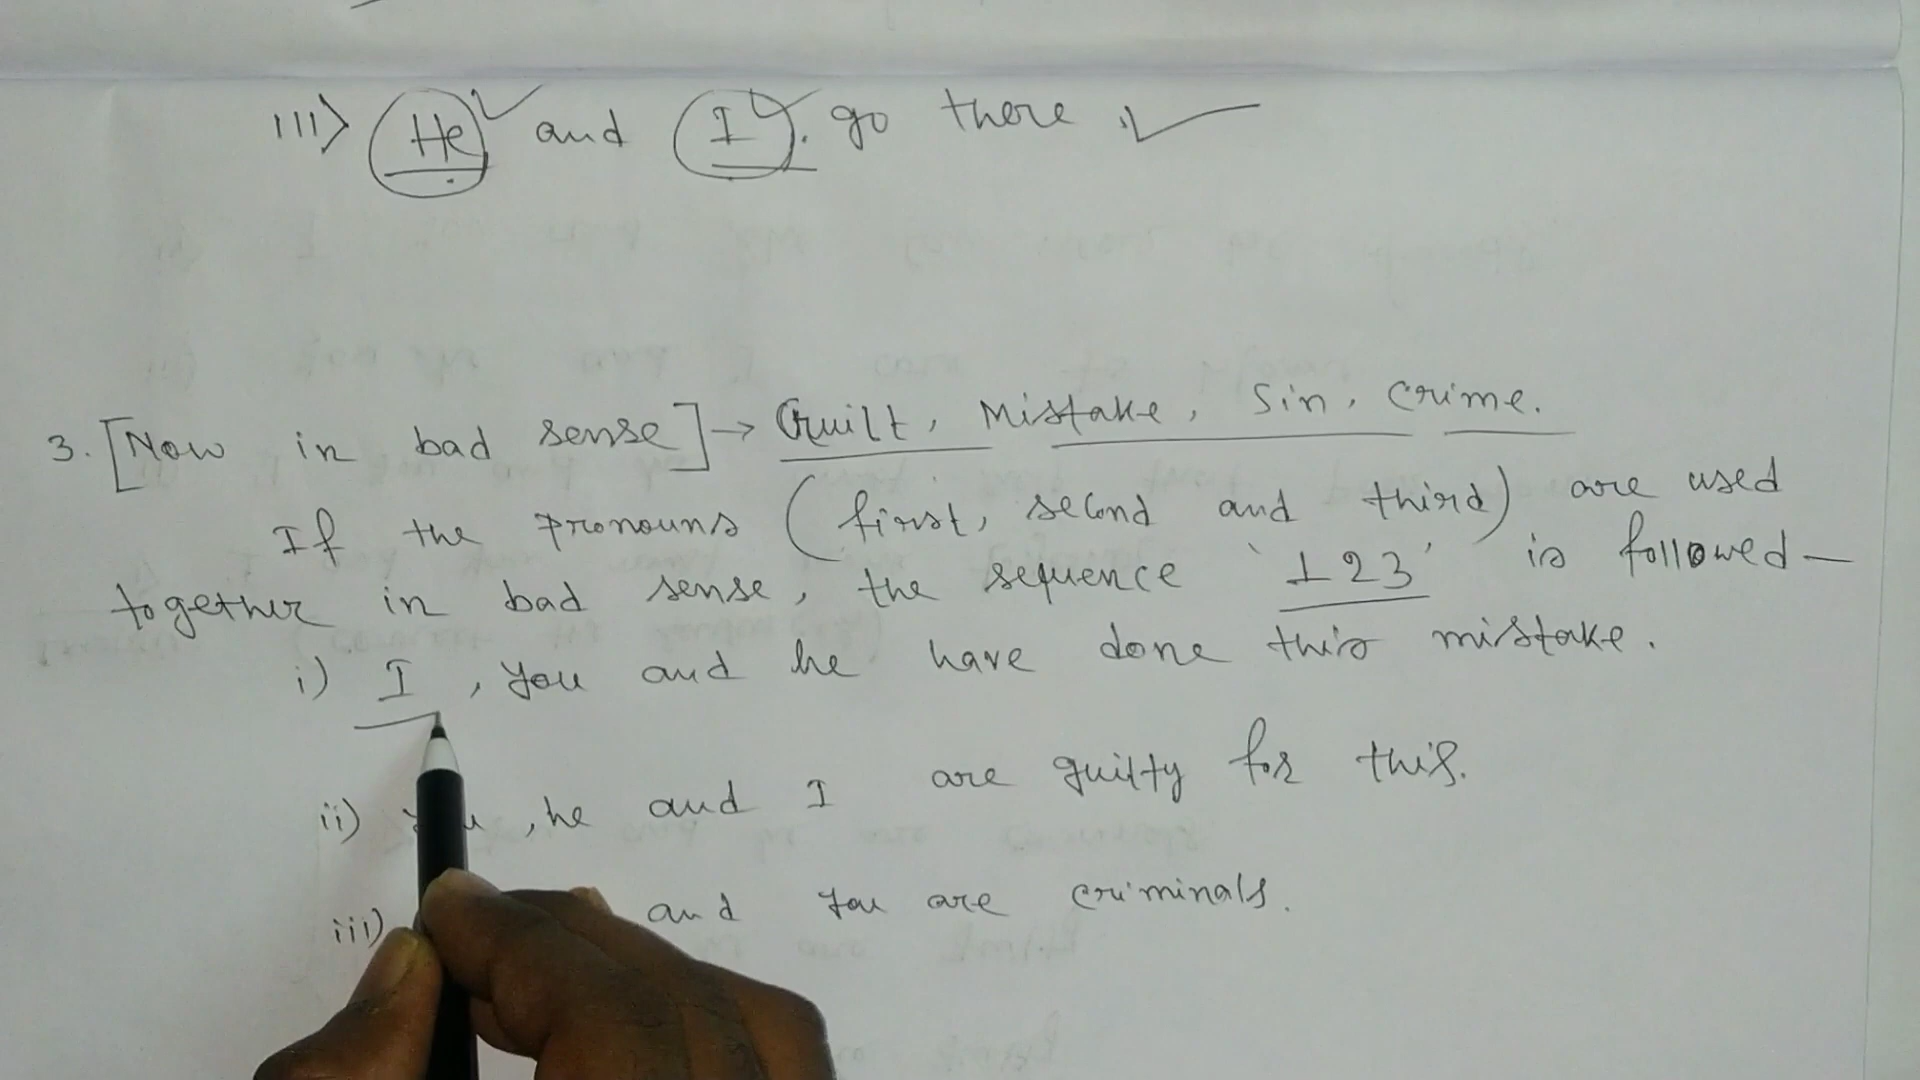 III) He and I. go there
3. [Now in bad sense] → Guilt, Mistake, Sin, Crime.
If the pronouns (first, second and third) are used
together in bad sense, the sequence '123' is followed—
i) I, you and he have done this mistake.
ii) , he and I are guilty for this.
iii) and you are criminals.